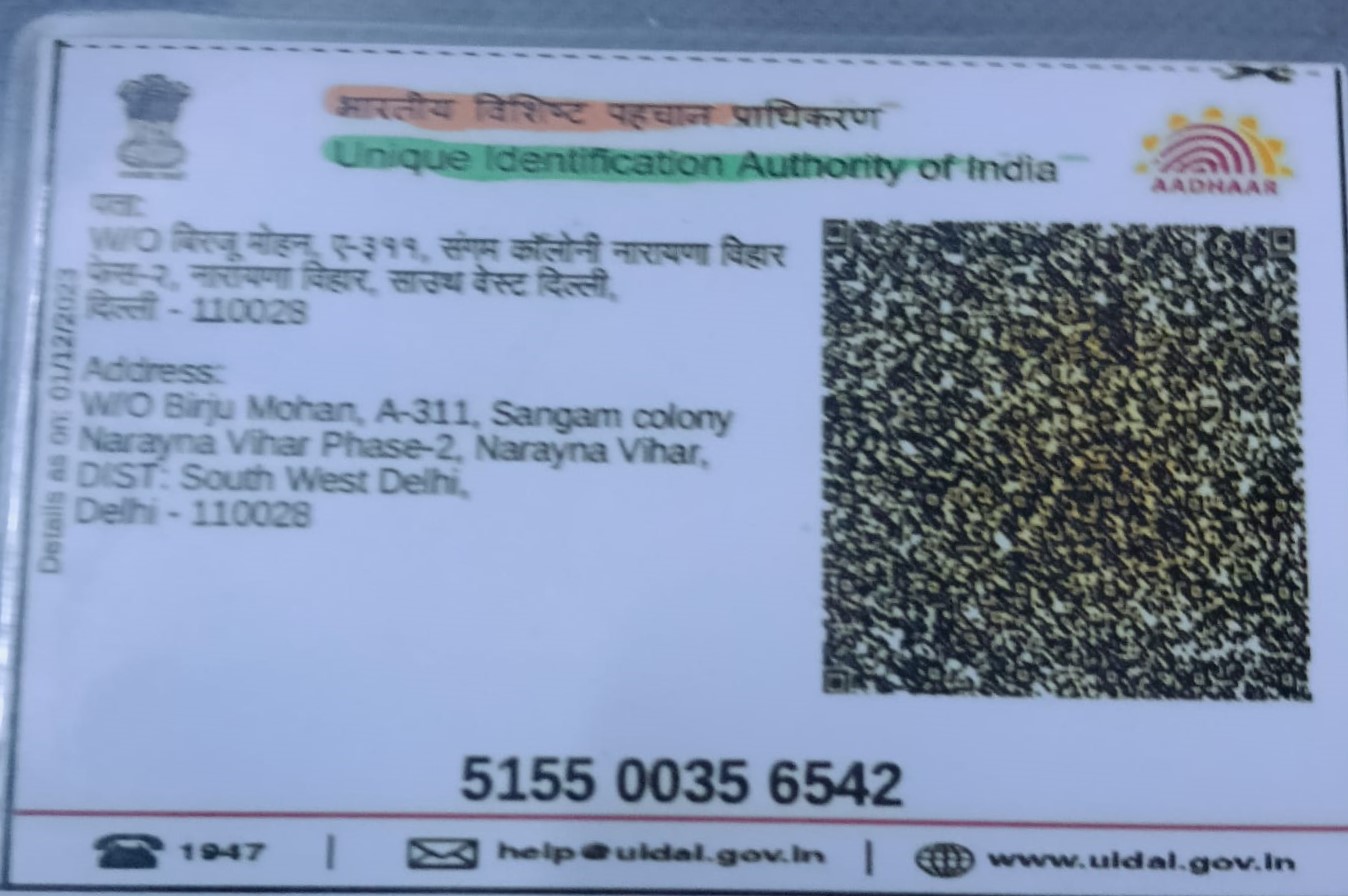 भारतीय विशिष्ट पहचान प्राधिकरण
Unique Identification Authority of India
AADHAAR
पता:
W/O बिरजू मोहन, ए-३११, संगम कॉलोनी नारायणा विहार
फेस-२, नारायणा विहार, साउथ वेस्ट दिल्ली,
दिल्ली - 110028
Address:
W/O Birju Mohan, A-311, Sangam colony
Narayna Vihar Phase-2, Narayna Vihar,
DIST: South West Delhi,
Delhi - 110028
Details as on: 01/12/2023
5155 0035 6542
1947 | help@uidai.gov.in | www.uidai.gov.in